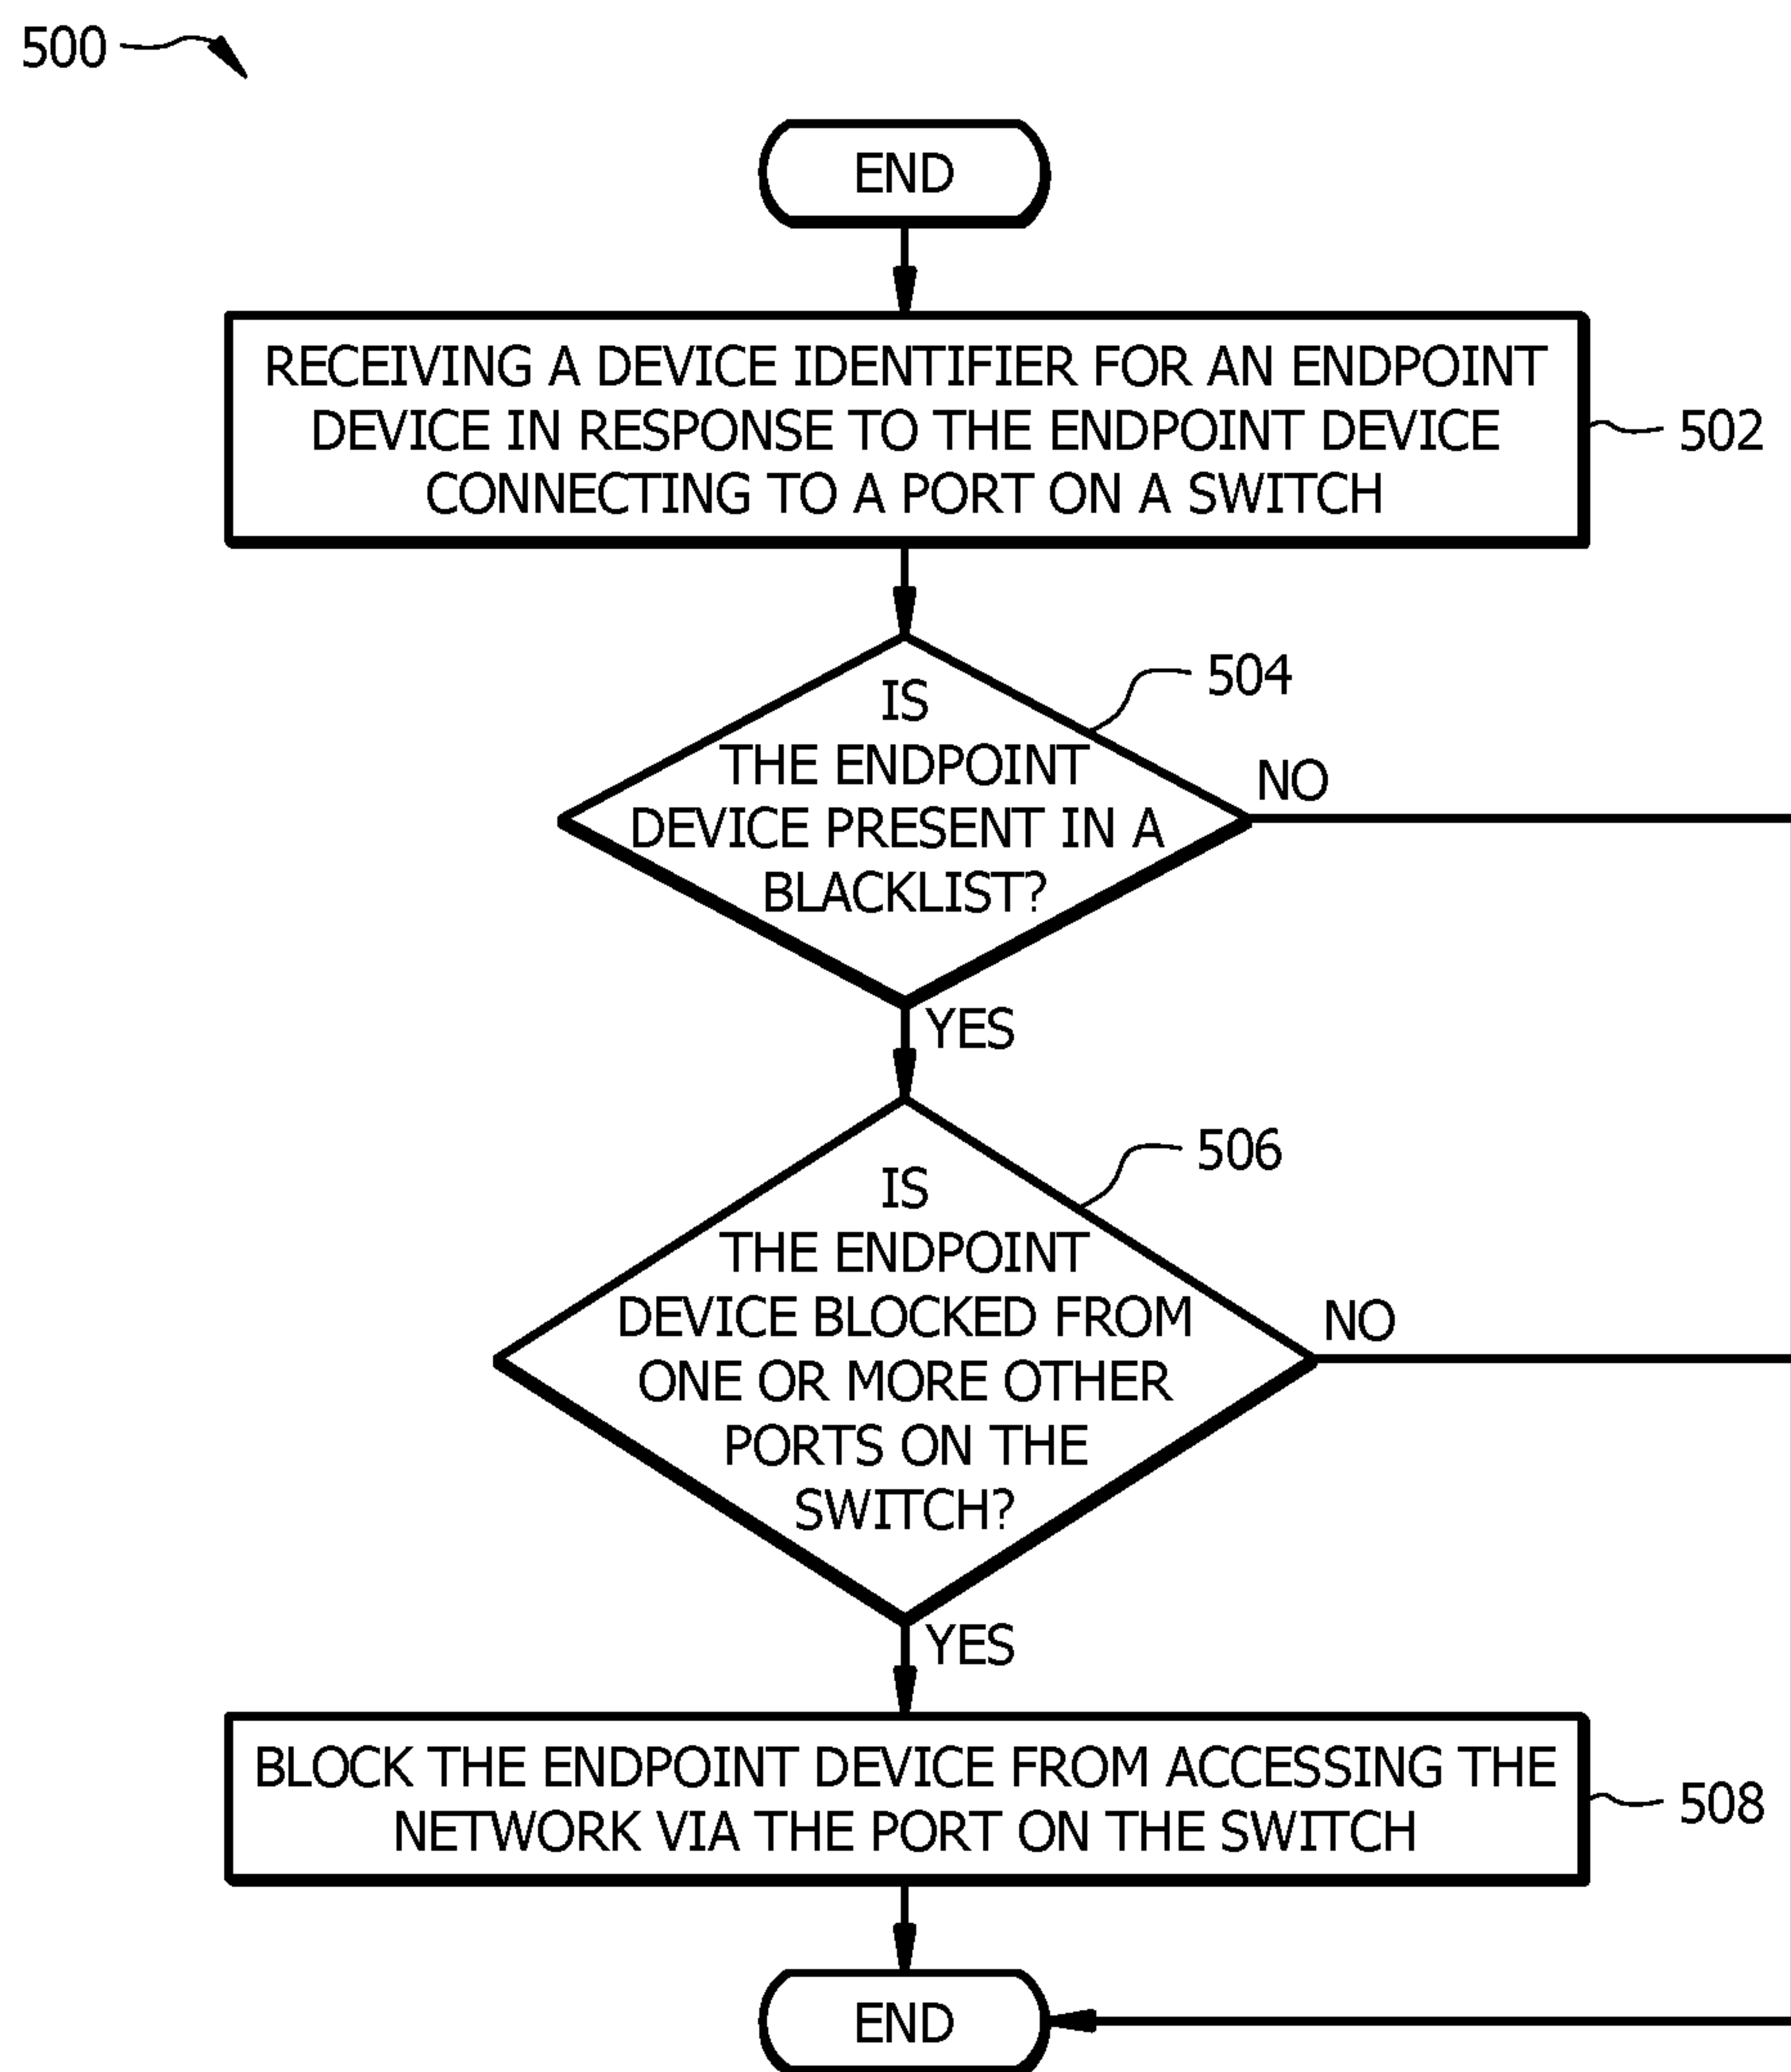 500
END
RECEIVING A DEVICE IDENTIFIER FOR AN ENDPOINT
DEVICE IN RESPONSE TO THE ENDPOINT DEVICE
CONNECTING TO A PORT ON A SWITCH
502
504
IS
THE ENDPOINT
DEVICE PRESENT IN A
BLACKLIST?
NO
YES
506
IS
THE ENDPOINT
DEVICE BLOCKED FROM
ONE OR MORE OTHER
PORTS ON THE
SWITCH?
NO
YES
BLOCK THE ENDPOINT DEVICE FROM ACCESSING THE
NETWORK VIA THE PORT ON THE SWITCH
508
END